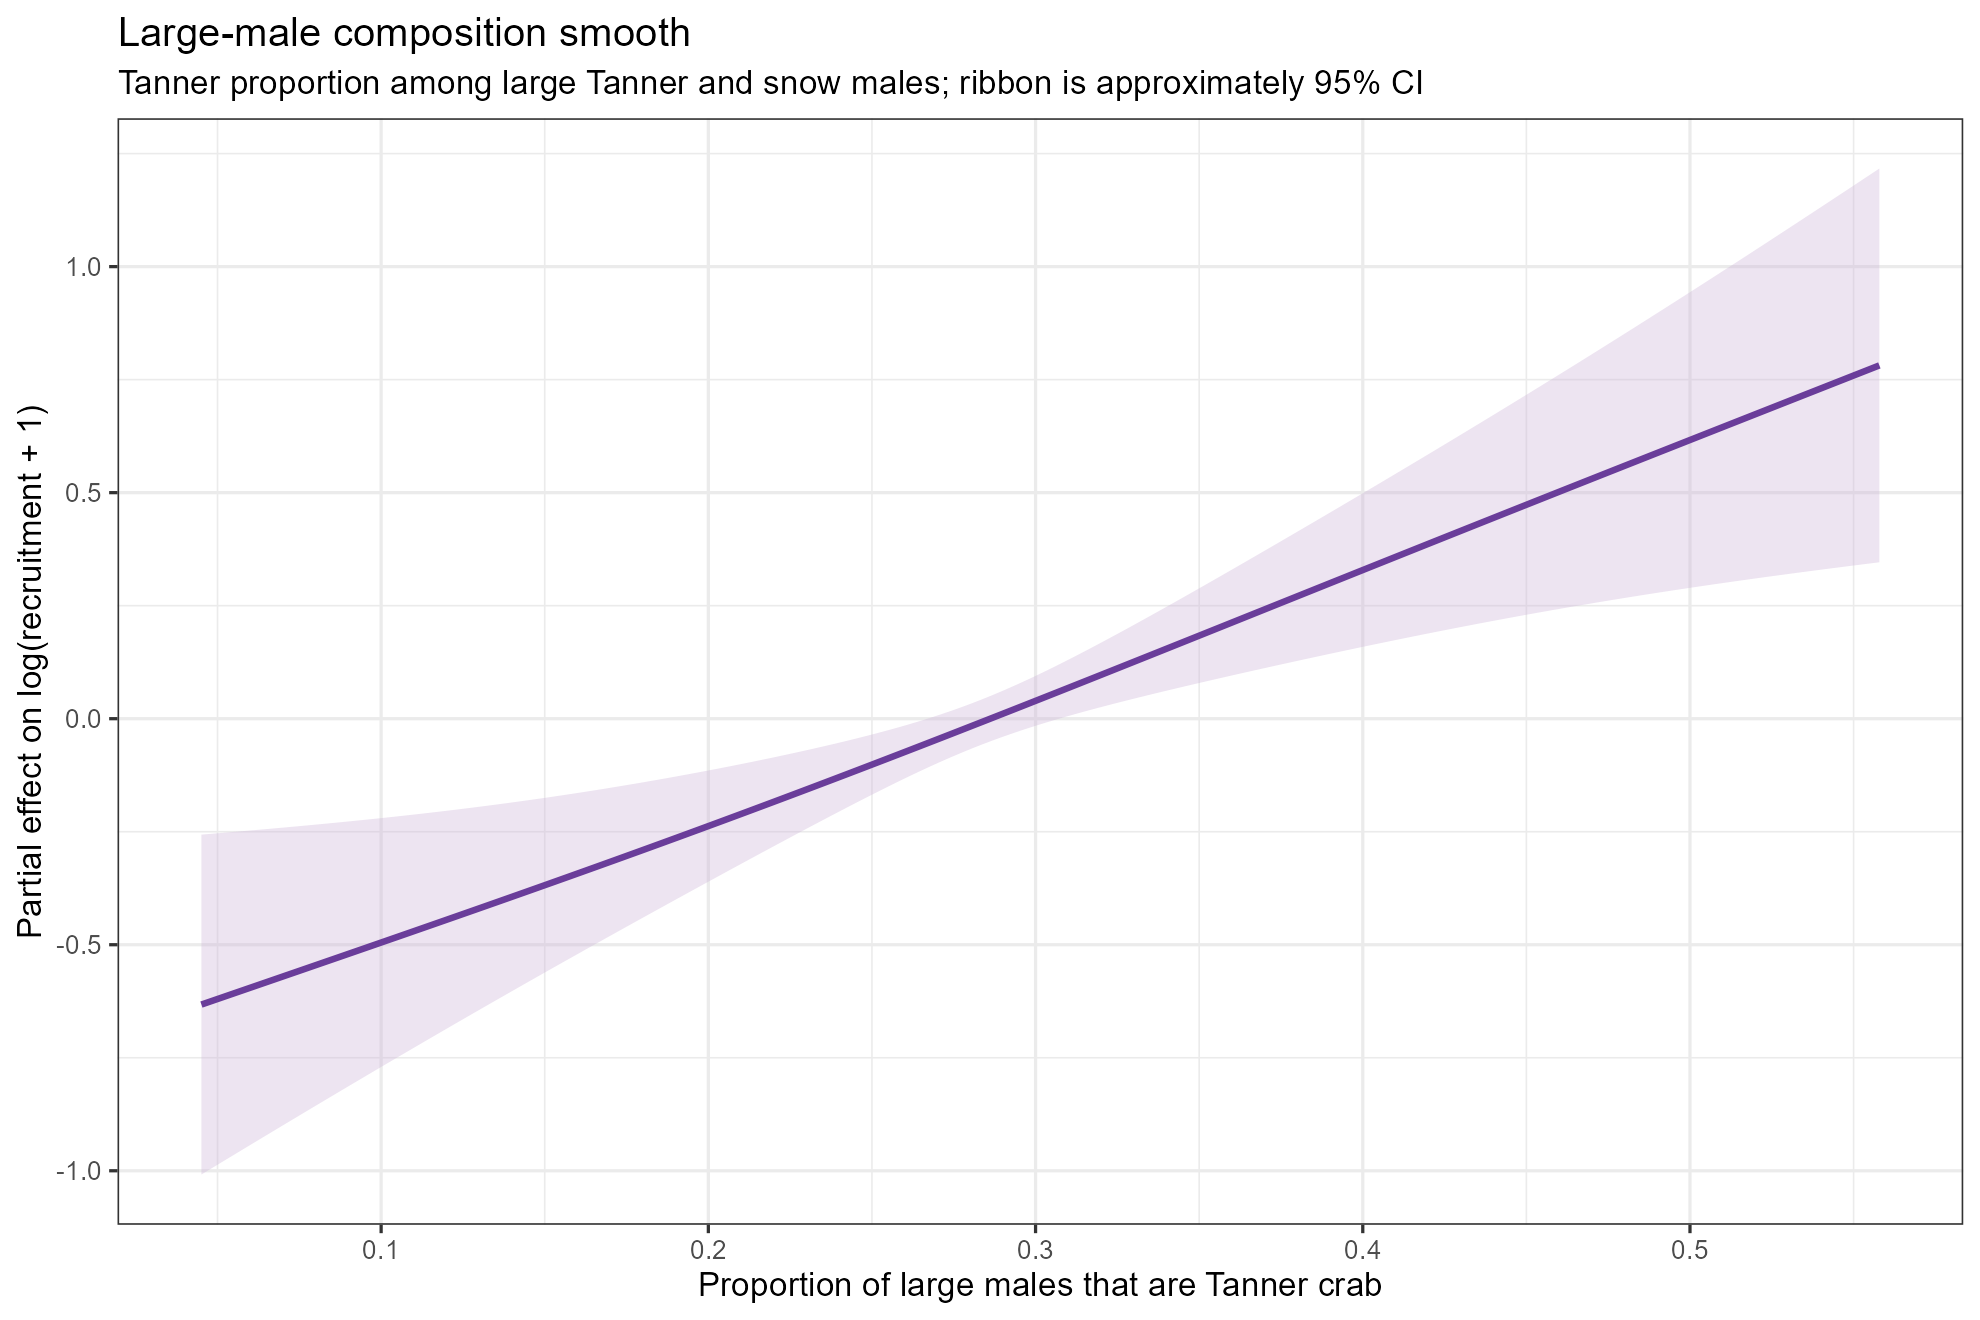 Large-male composition smooth
Tanner proportion among large Tanner and snow males; ribbon is approximately 95% CI
Partial effect on log(recruitment + 1)
1.0
0.5
0.0
-0.5
-1.0
0.1
0.2
0.3
0.4
0.5
Proportion of large males that are Tanner crab